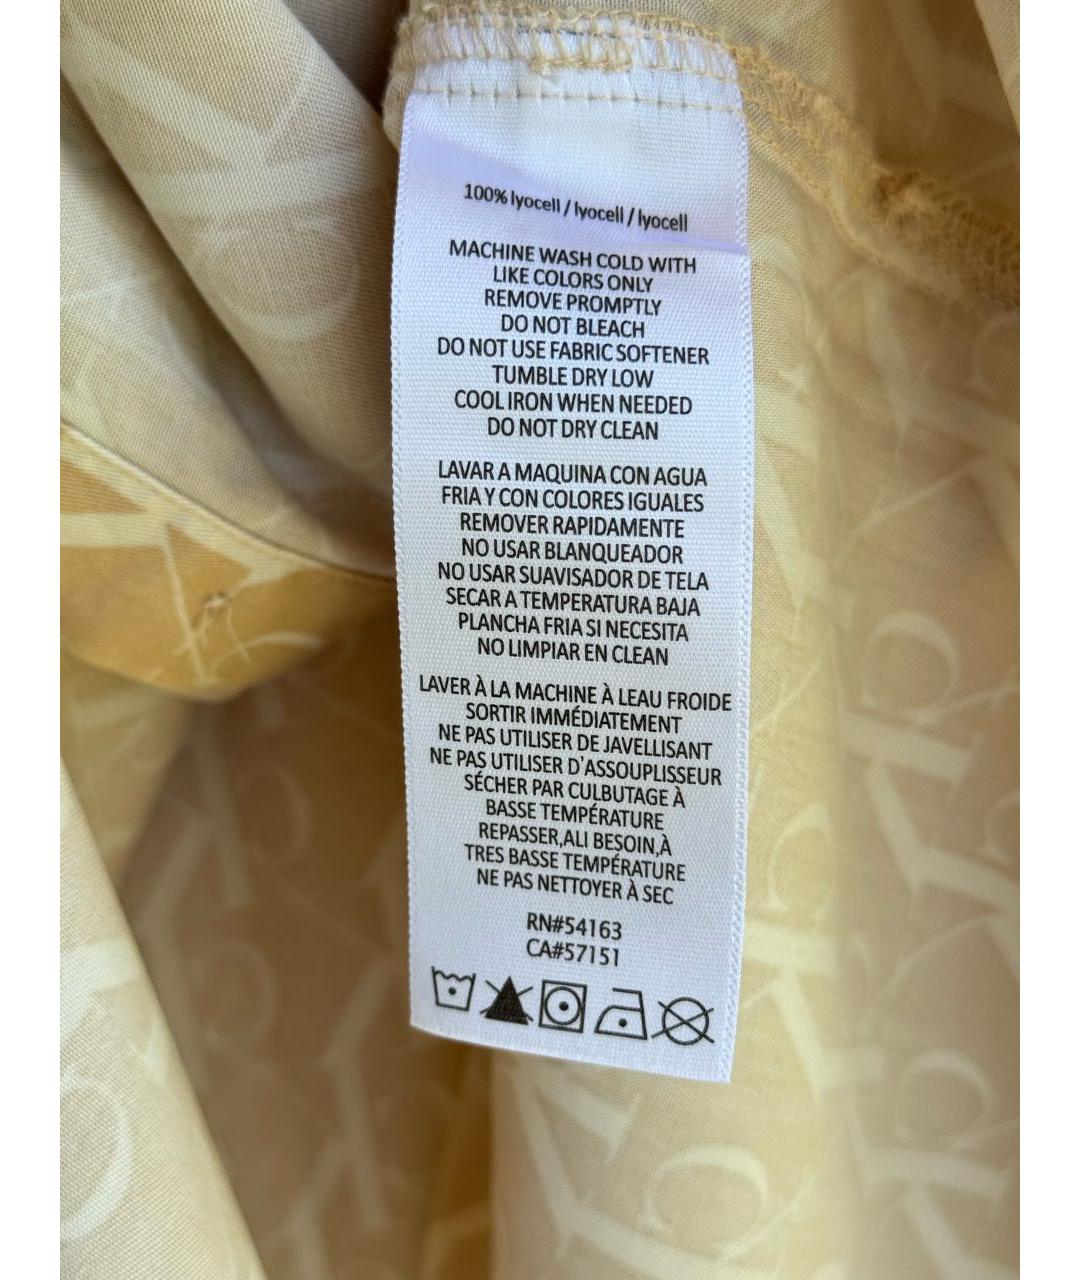 100% lyocell / lyocell / lyocell
MACHINE WASH COLD WITH
LIKE COLORS ONLY
REMOVE PROMPTLY
DO NOT BLEACH
DO NOT USE FABRIC SOFTENER
TUMBLE DRY LOW
COOL IRON WHEN NEEDED
DO NOT DRY CLEAN
LAVAR A MAQUINA CON AGUA
FRIA Y CON COLORES IGUALES
REMOVER RAPIDAMENTE
NO USAR BLANQUEADOR
NO USAR SUAVISADOR DE TELA
SECAR A TEMPERATURA BAJA
PLANCHA FRIA SI NECESITA
NO LIMPIAR EN CLEAN
LAVER À LA MACHINE À LEAU FROIDE
SORTIR IMMÉDIATEMENT
NE PAS UTILISER DE JAVELLISANT
NE PAS UTILISER D'ASSOUPLISSEUR
SÉCHER PAR CULBUTAGE À
BASSE TEMPÉRATURE
REPASSER,ALI BESOIN,À
TRES BASSE TEMPÉRATURE
NE PAS NETTOYER À SEC
RN#54163
CA#57151